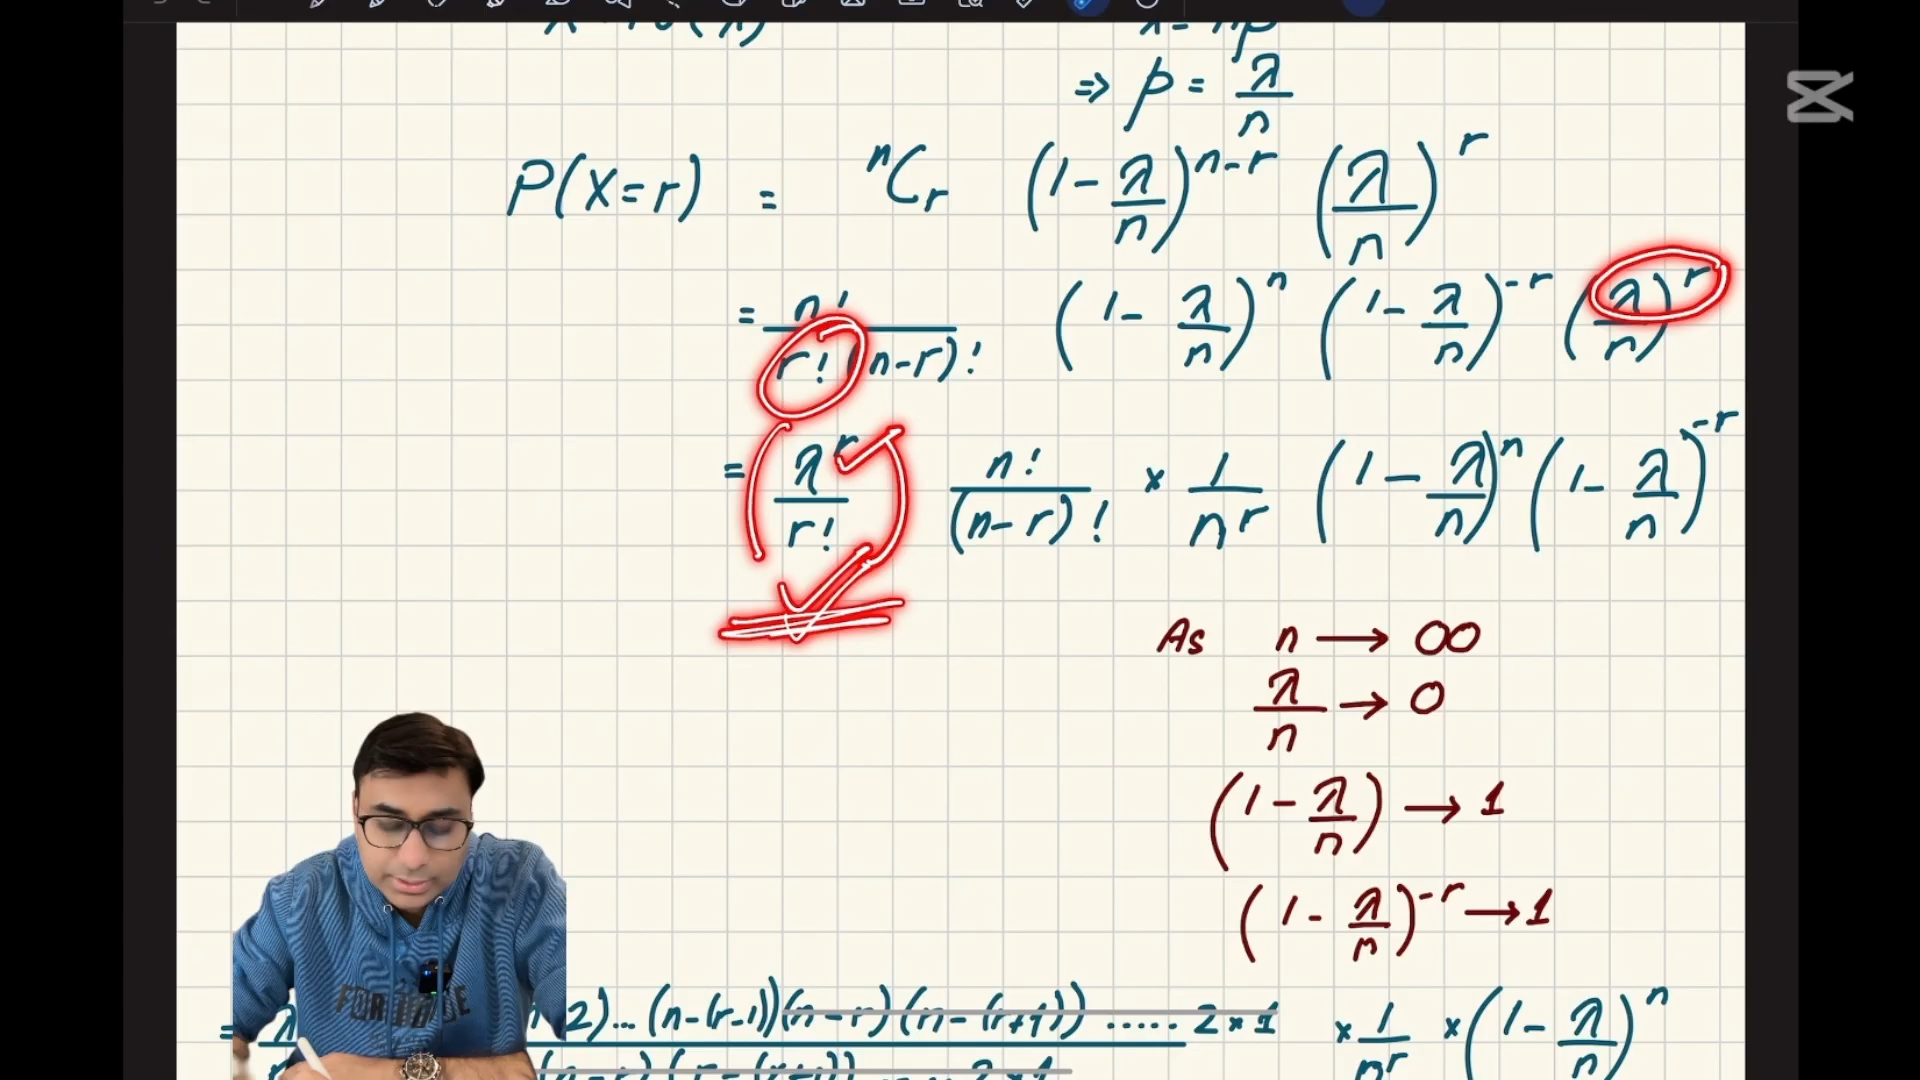 ⇒ p = λ/n
P(X=r) = ⁿCᵣ (1-λ/n)ⁿ⁻ʳ (λ/n)ʳ
= n!/r!(n-r)! (1-λ/n)ⁿ (1-λ/n)⁻ʳ (λ/n)ʳ
= λʳ/r! n!/(n-r)! × 1/nʳ (1-λ/n)ⁿ (1-λ/n)⁻ʳ
As n → ∞
λ/n → 0
(1-λ/n) → 1
(1-λ/n)⁻ʳ → 1
= 2)...(n-(r-1))(n-r)(n-(r+1)) ..... 2×1 × 1/nʳ × (1-λ/n)ⁿ